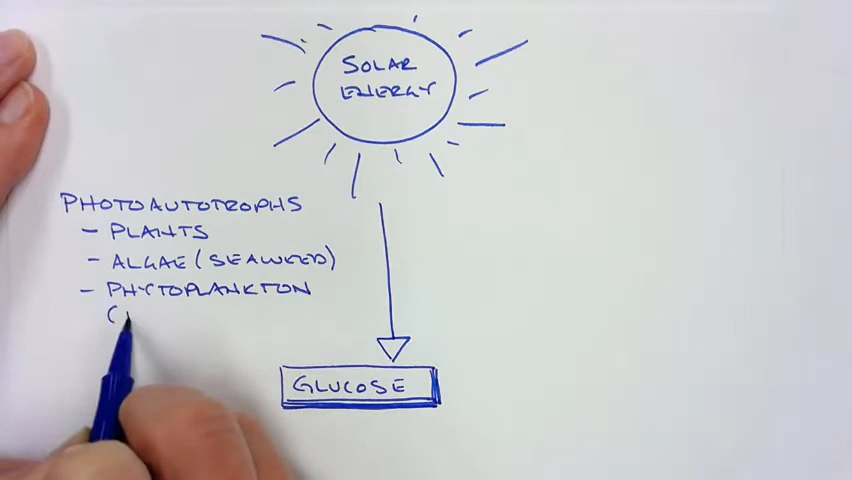 SOLAR
ENERGY
PHOTOAUTOTROPHS
- PLANTS
- ALGAE (SEAWEED)
- PHYTOPLANKTON
(
GLUCOSE